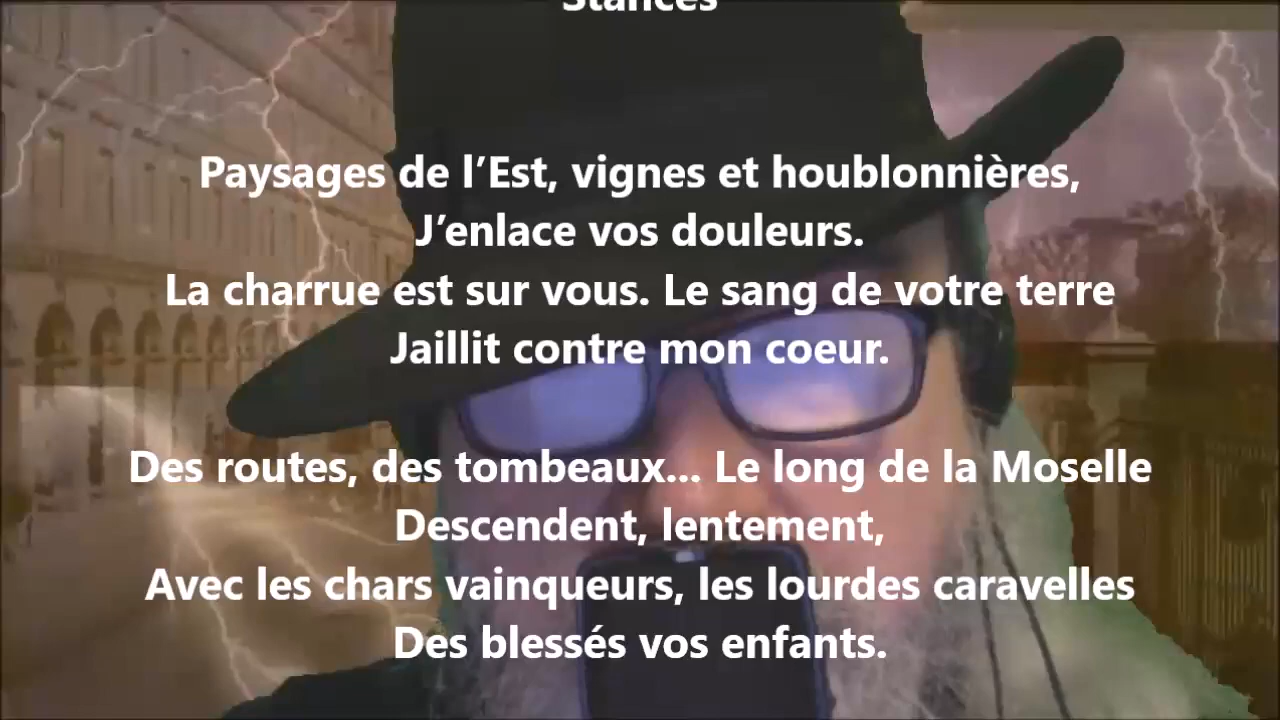 Stances
Paysages de l’Est, vignes et houblonnières,
J’enlace vos douleurs.
La charrue est sur vous. Le sang de votre terre
Jaillit contre mon coeur.
Des routes, des tombeaux... Le long de la Moselle
Descendent, lentement,
Avec les chars vainqueurs, les lourdes caravelles
Des blessés vos enfants.